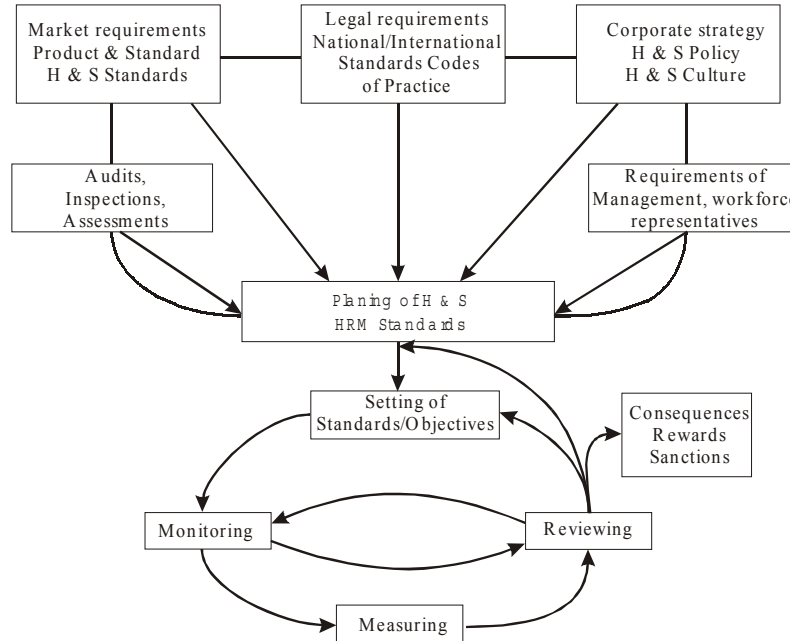 Market requirements
Product & Standard
H & S Standards
Legal requirements
National/International
Standards Codes
of Practice
Corporate strategy
H & S Policy
H & S Culture
Audits,
Inspections,
Assessments
Requirements of
Management, workforce
representatives
Planing of H & S
HRM Standards
Setting of
Standards/Objectives
Consequences
Rewards
Sanctions
Monitoring
Reviewing
Measuring